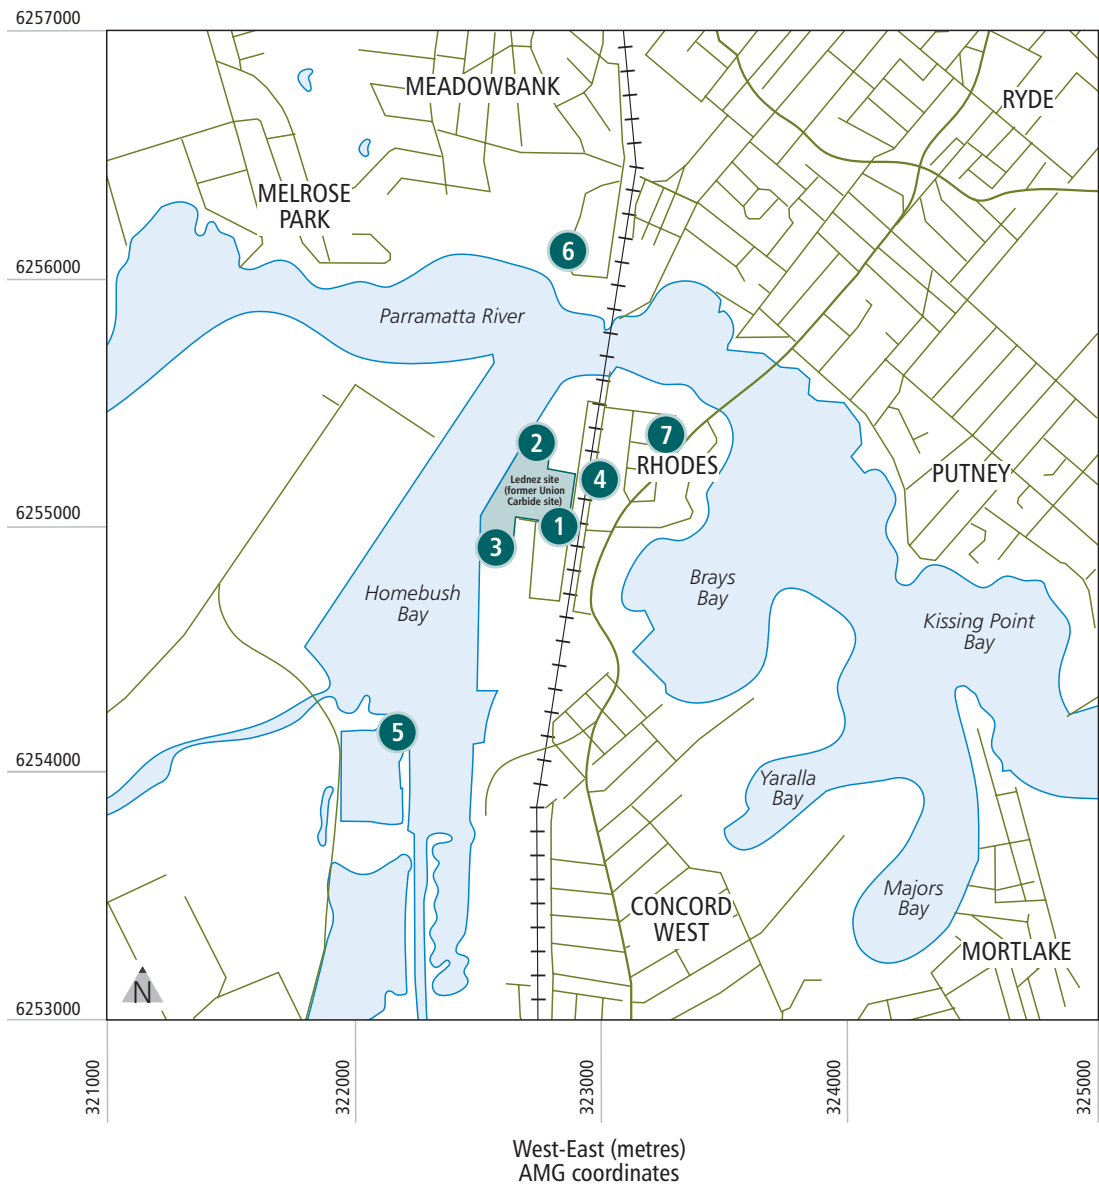 6257000
MEADOWBANK
RYDE
MELROSE
PARK
6
6256000
Parramatta River
2
7
RHODES
4
PUTNEY
Lednez site
(former Union
Carbide site)
6255000
1
3
Brays
Bay
Homebush
Bay
Kissing Point
Bay
5
6254000
Yaralla
Bay
Majors
Bay
CONCORD
WEST
MORTLAKE
N
6253000
321000
322000
323000
324000
325000
West-East (metres)
AMG coordinates